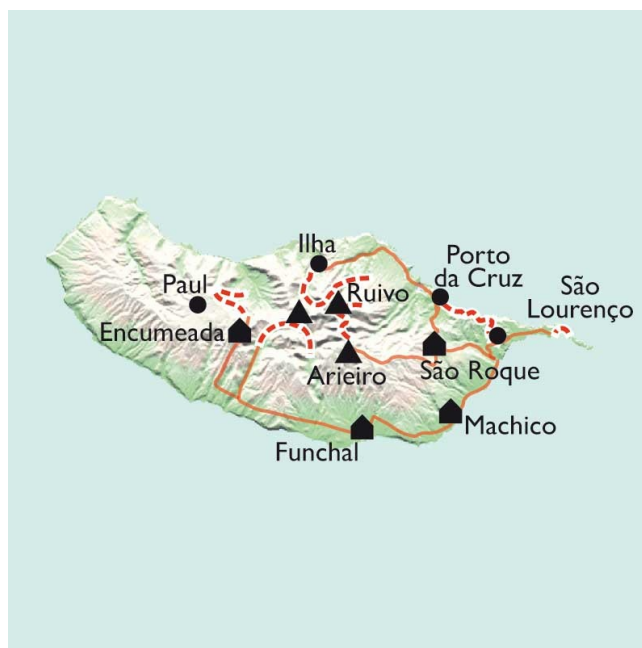 Ilha
Porto
da Cruz
São
Lourenço
Paul
Ruivo
Encumeada
Arieiro
São Roque
Machico
Funchal